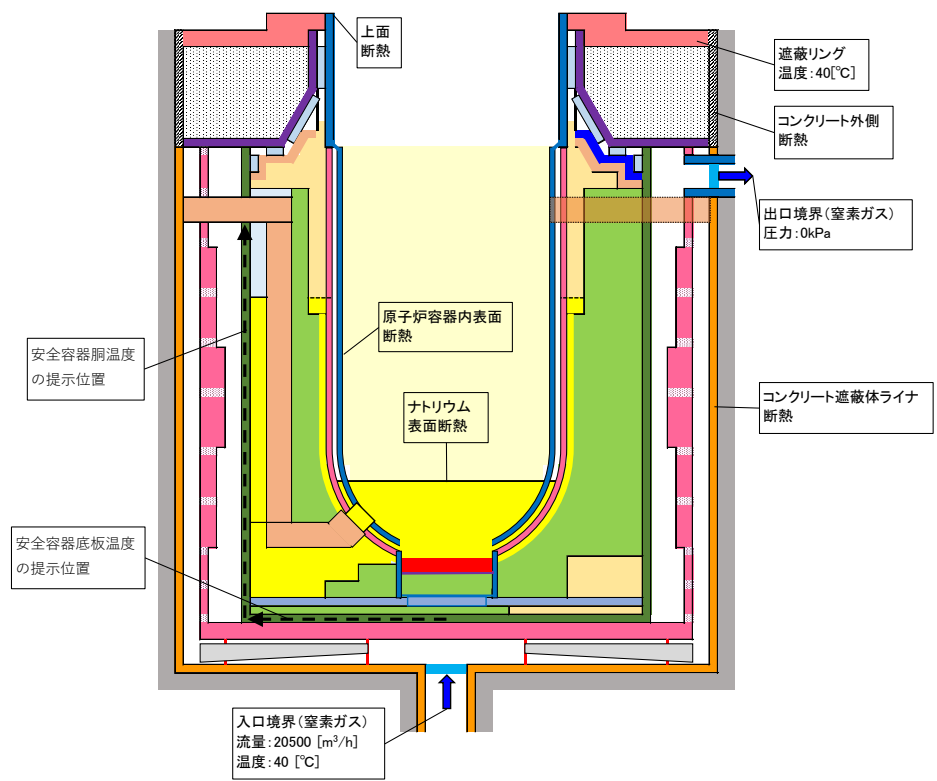 上面
断熱
遮蔽リング
温度:40[℃]
コンクリート外側
断熱
出口境界(窒素ガス)
圧力:0kPa
原子炉容器内表面
断熱
安全容器胴温度
の提示位置
ナトリウム
表面断熱
コンクリート遮蔽体ライナ
断熱
安全容器底板温度
の提示位置
入口境界(窒素ガス)
流量:20500 [m³/h]
温度:40 [℃]